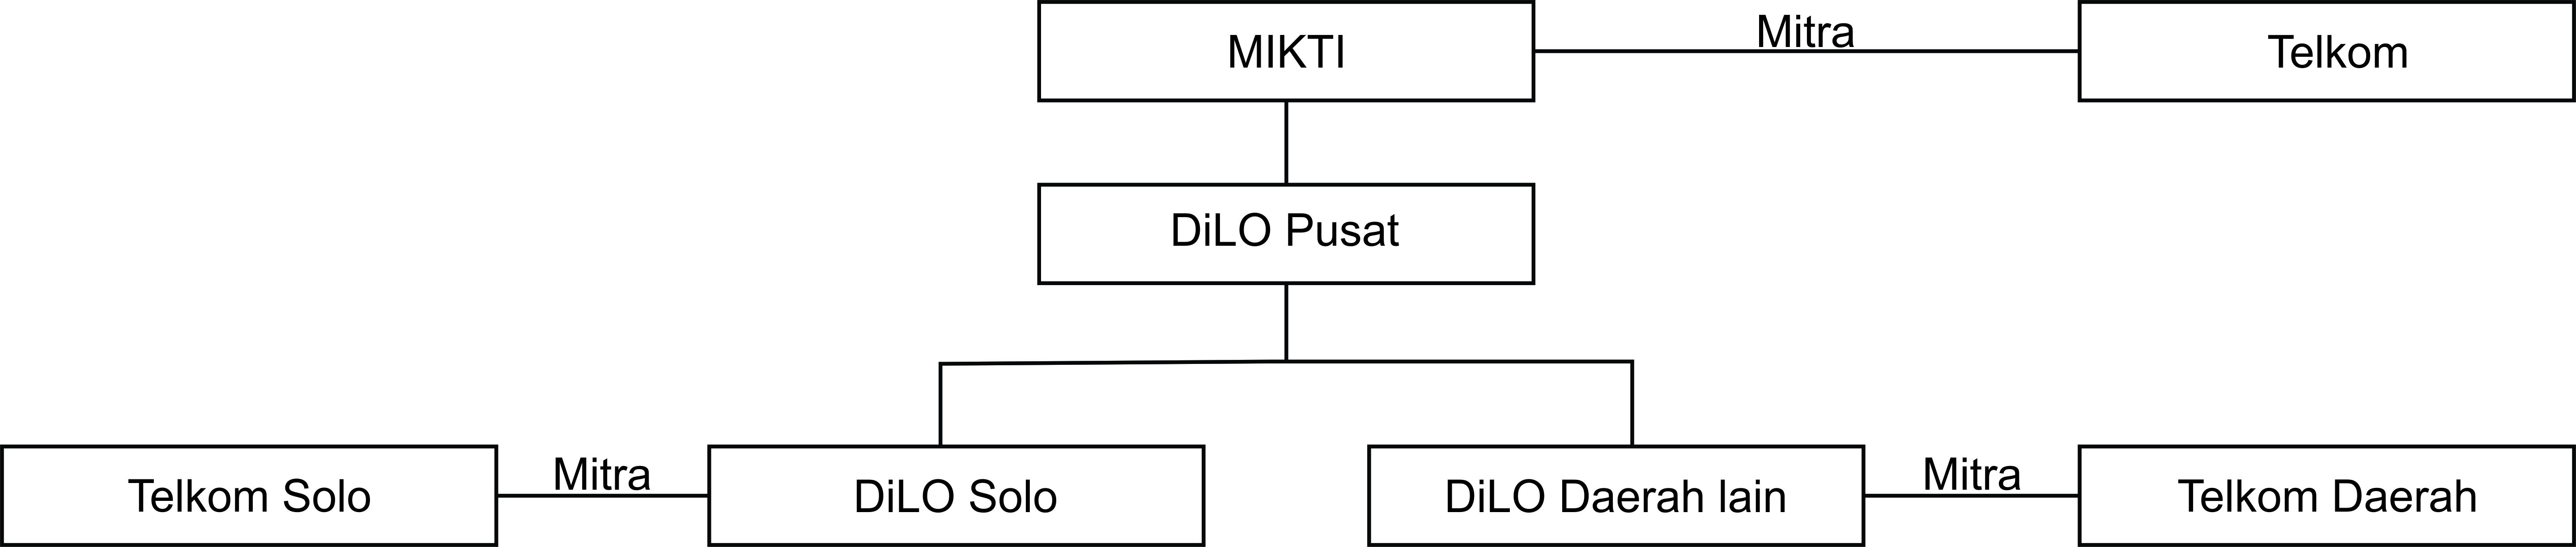 MIKTI
Mitra
Telkom
DiLO Pusat
Telkom Solo
Mitra
DiLO Solo
DiLO Daerah lain
Mitra
Telkom Daerah